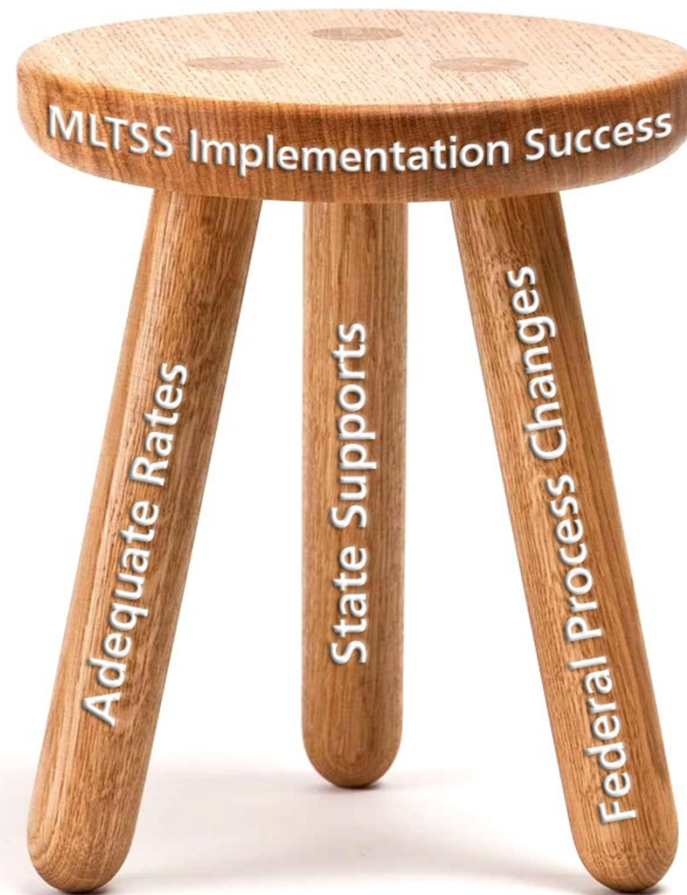 MLTSS Implementation Success
Adequate Rates
State Supports
Federal Process Changes